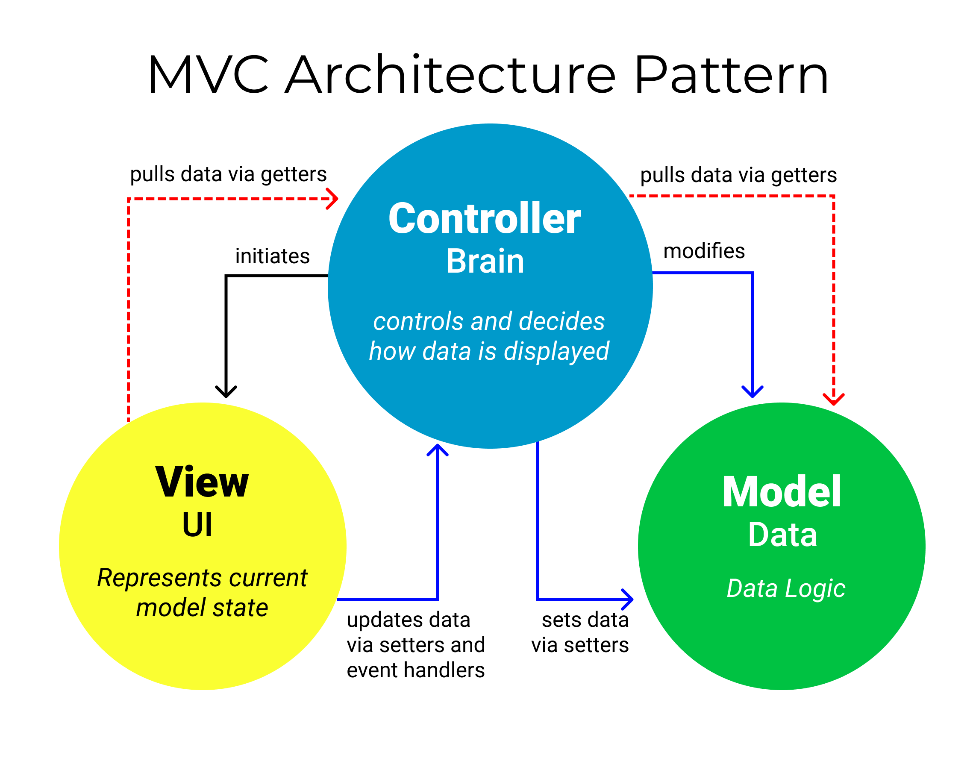 MVC Architecture Pattern
pulls data via getters
pulls data via getters
initiates
modifies
Controller
Brain
controls and decides
how data is displayed
View
UI
Represents current
model state
Model
Data
Data Logic
updates data
via setters and
event handlers
sets data
via setters